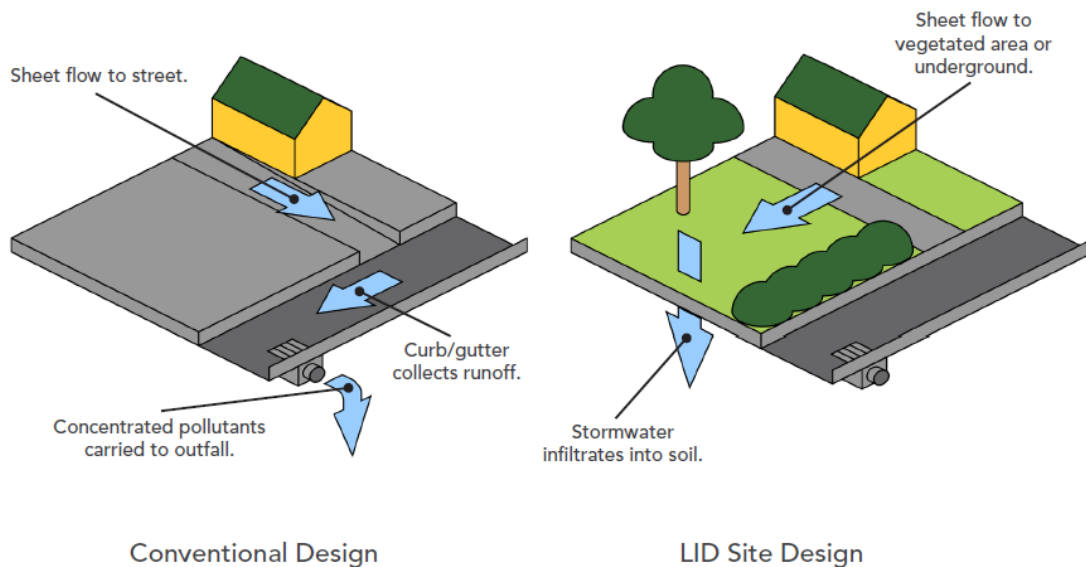 Sheet flow to street.
Curb/gutter
collects runoff.
Concentrated pollutants
carried to outfall.
Conventional Design
Sheet flow to
vegetated area or
underground.
Stormwater
infiltrates into soil.
LID Site Design